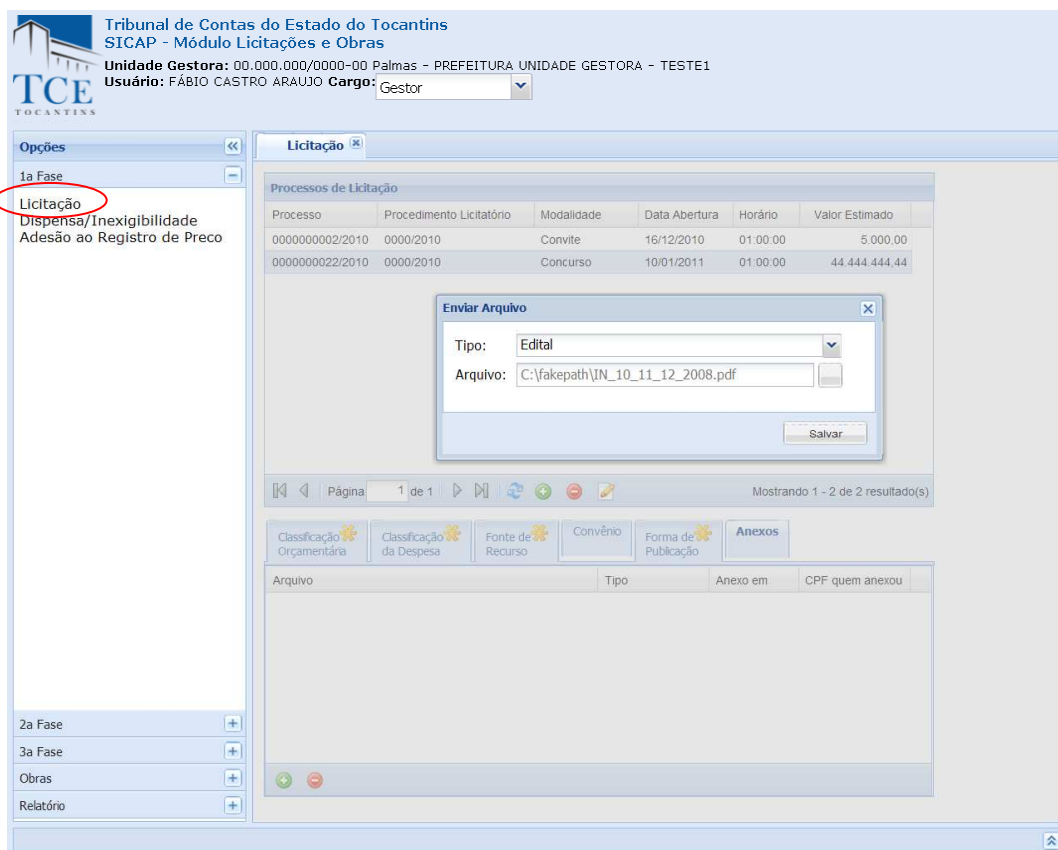 Tribunal de Contas do Estado do Tocantins
SICAP - Módulo Licitações e Obras
Unidade Gestora: 00.000.000/0000-00 Palmas - PREFEITURA UNIDADE GESTORA - TESTE1
Usuário: FÁBIO CASTRO ARAUJO Cargo: Gestor
TCE
TOCANTINS
Opções
1a Fase
Licitação
Dispensa/Inexigibilidade
Adesão ao Registro de Preco
2a Fase
3a Fase
Obras
Relatório
Licitação
Processos de Licitação
Processo Procedimento Licitatório Modalidade Data Abertura Horário Valor Estimado
0000000002/2010 0000/2010 Convite 16/12/2010 01:00:00 5.000,00
0000000022/2010 0000/2010 Concurso 10/01/2011 01:00:00 44.444.444,44
Enviar Arquivo
Tipo: Edital
Arquivo: C:\fakepath\IN_10_11_12_2008.pdf
Salvar
Página 1 de 1 Mostrando 1 - 2 de 2 resultado(s)
Classificação Orçamentária
Classificação da Despesa
Fonte de Recurso
Convênio
Forma de Publicação
Anexos
Arquivo Tipo Anexo em CPF quem anexou